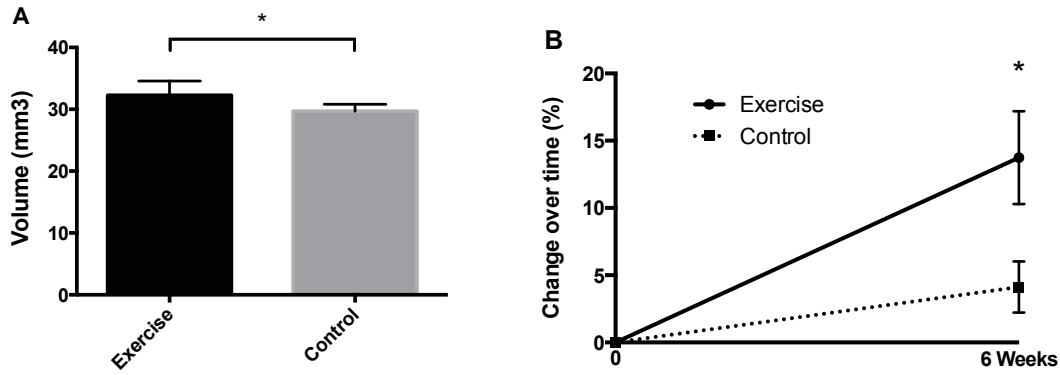 A
*
Volume (mm3)
40
30
20
10
0
Exercise
Control
B
*
Change over time (%)
20
15
10
5
0
Exercise
Control
0
6 Weeks